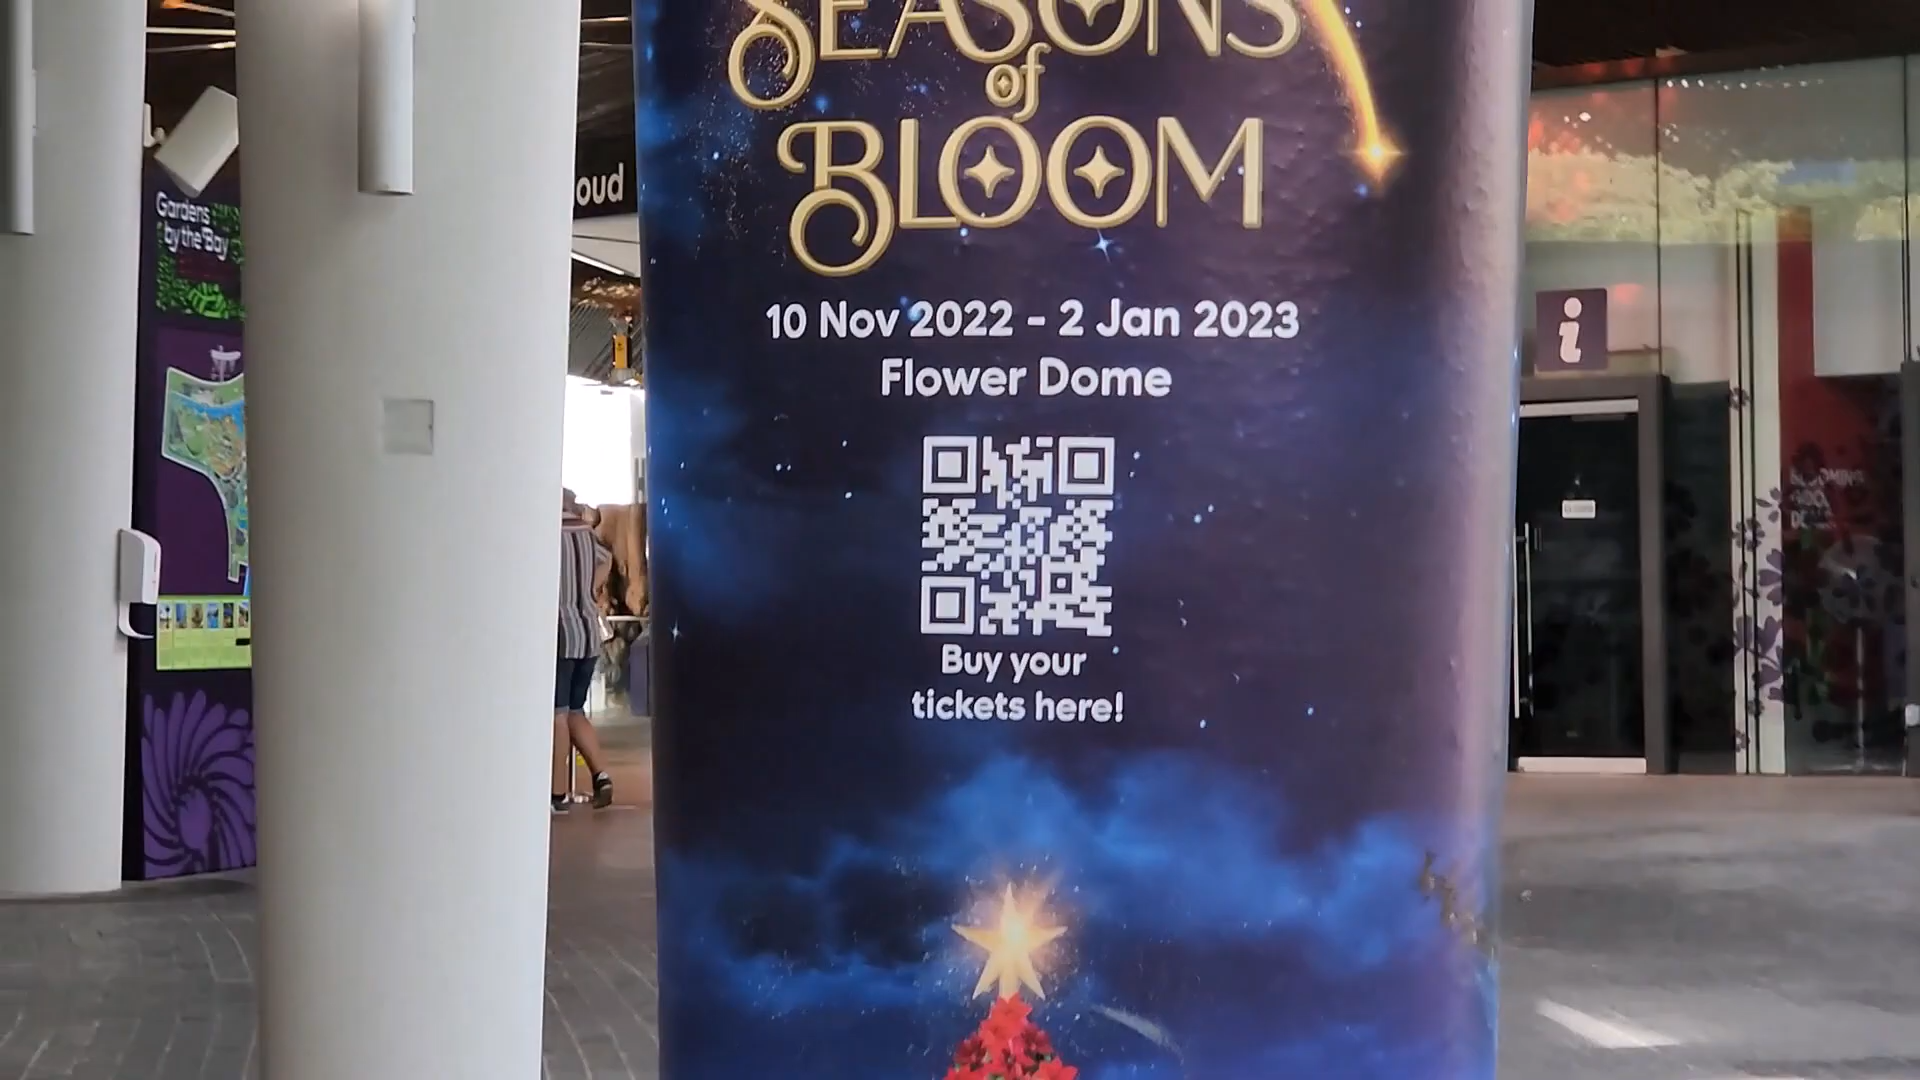 SEASONS
of
BLOOM
10 Nov 2022 - 2 Jan 2023
Flower Dome
Buy your
tickets here!
Gardens
by the Bay
oud
i